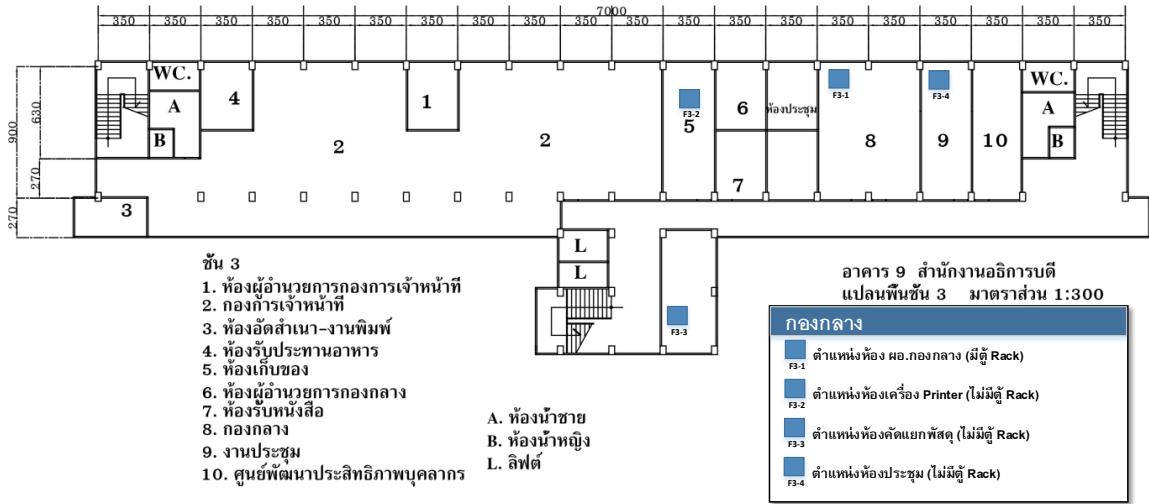 7000
350 350 350 350 350 350 350 350 350 350 350 350 350 350 350 350 350 350 350 350
WC. WC.
4 1 6 ห้องประชุม
A A
B B
F3-1
F3-4
F3-2
5
2 2 8 9 10
7
3
900
630
270
270
L
L
F3-3
ชั้น 3
1. ห้องผู้อำนวยการกองการเจ้าหน้าที่
2. กองการเจ้าหน้าที่
3. ห้องอัดสำเนา-งานพิมพ์
4. ห้องรับประทานอาหาร
5. ห้องเก็บของ
6. ห้องผู้อำนวยการกองกลาง
7. ห้องรับหนังสือ
8. กองกลาง
9. งานประชุม
10. ศูนย์พัฒนาประสิทธิภาพบุคลากร
A. ห้องน้ำชาย
B. ห้องน้ำหญิง
L. ลิฟต์
อาคาร 9 สำนักงานอธิการบดี
แปลนพื้นชั้น 3 มาตราส่วน 1:300
กองกลาง
F3-1 ตำแหน่งห้อง ผอ.กองกลาง (มีตู้ Rack)
F3-2 ตำแหน่งห้องเครื่อง Printer (ไม่มีตู้ Rack)
F3-3 ตำแหน่งห้องคัดแยกพัสดุ (ไม่มีตู้ Rack)
F3-4 ตำแหน่งห้องประชุม (ไม่มีตู้ Rack)